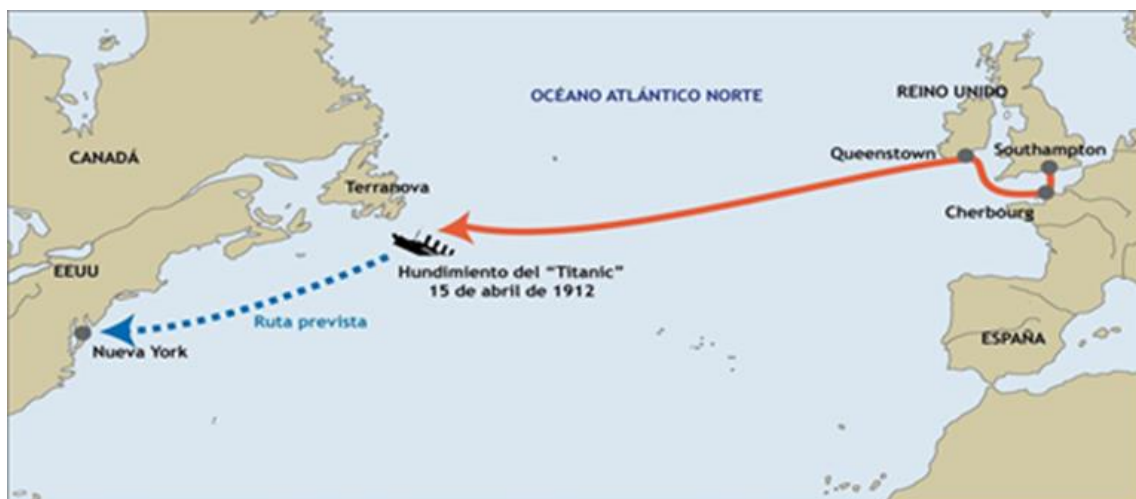 OCÉANO ATLÁNTICO NORTE
REINO UNIDO
CANADÁ
Queenstown
Southampton
Terranova
Cherbourg
EEUU
Hundimiento del "Titanic"
15 de abril de 1912
Ruta prevista
ESPAÑA
Nueva York